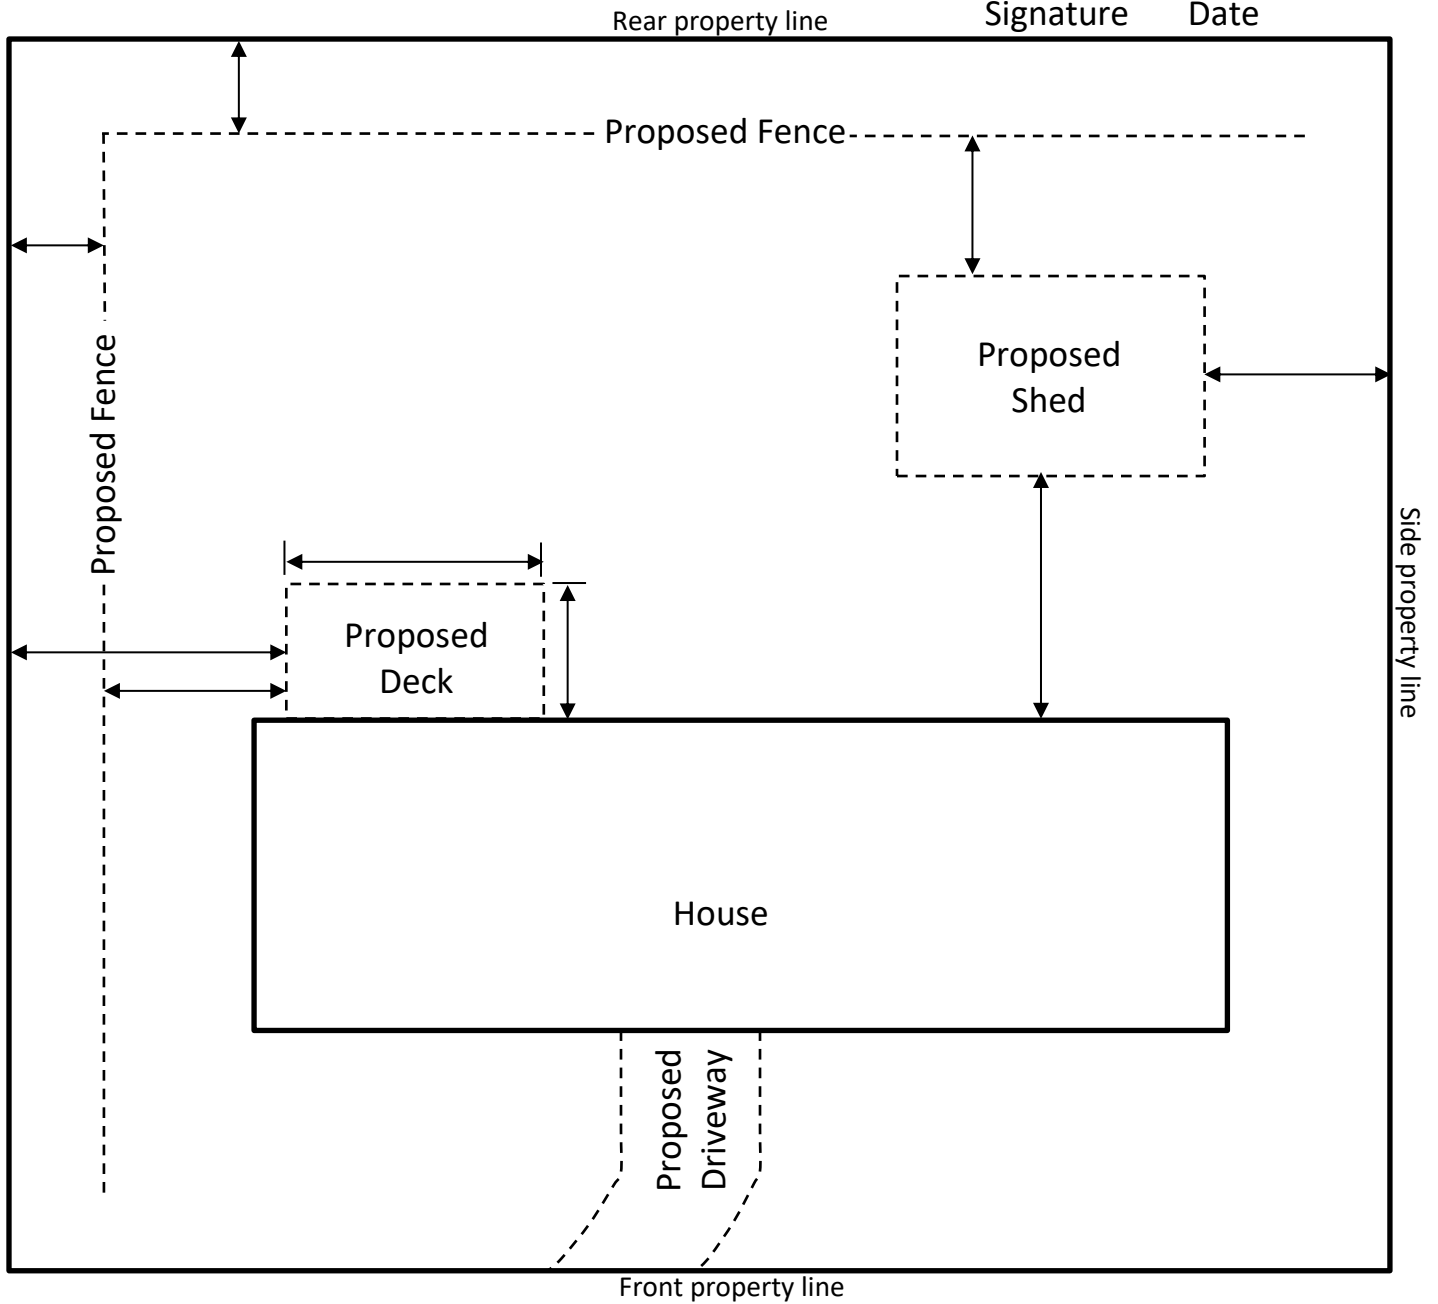 Signature Date
Rear property line
Proposed Fence
Proposed
Shed
Proposed Fence
Side property line
Proposed
Deck
House
Proposed
Driveway
Front property line